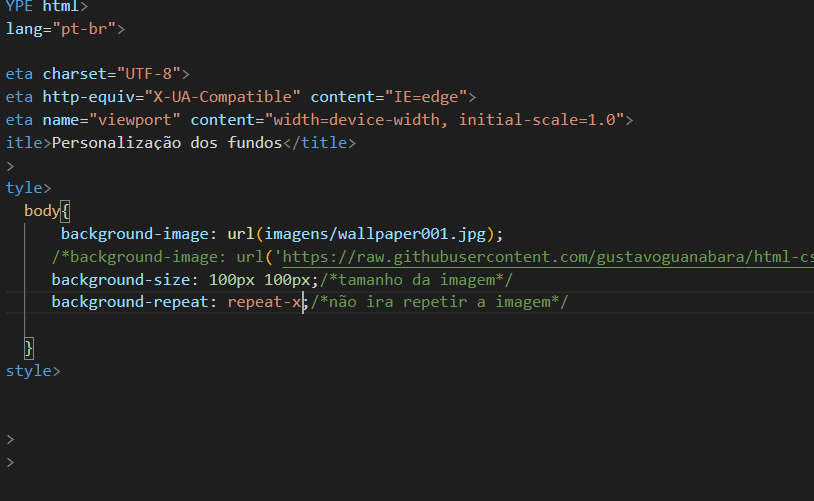 YPE html>
lang="pt-br">
eta charset="UTF-8">
eta http-equiv="X-UA-Compatible" content="IE=edge">
eta name="viewport" content="width=device-width, initial-scale=1.0">
itle>Personalização dos fundos</title>
>
tyle>
body{
background-image: url(imagens/wallpaper001.jpg);
/*background-image: url('https://raw.githubusercontent.com/gustavoguanabara/html-cs
background-size: 100px 100px;/*tamanho da imagem*/
background-repeat: repeat-x;/*não ira repetir a imagem*/
}
style>
>
>